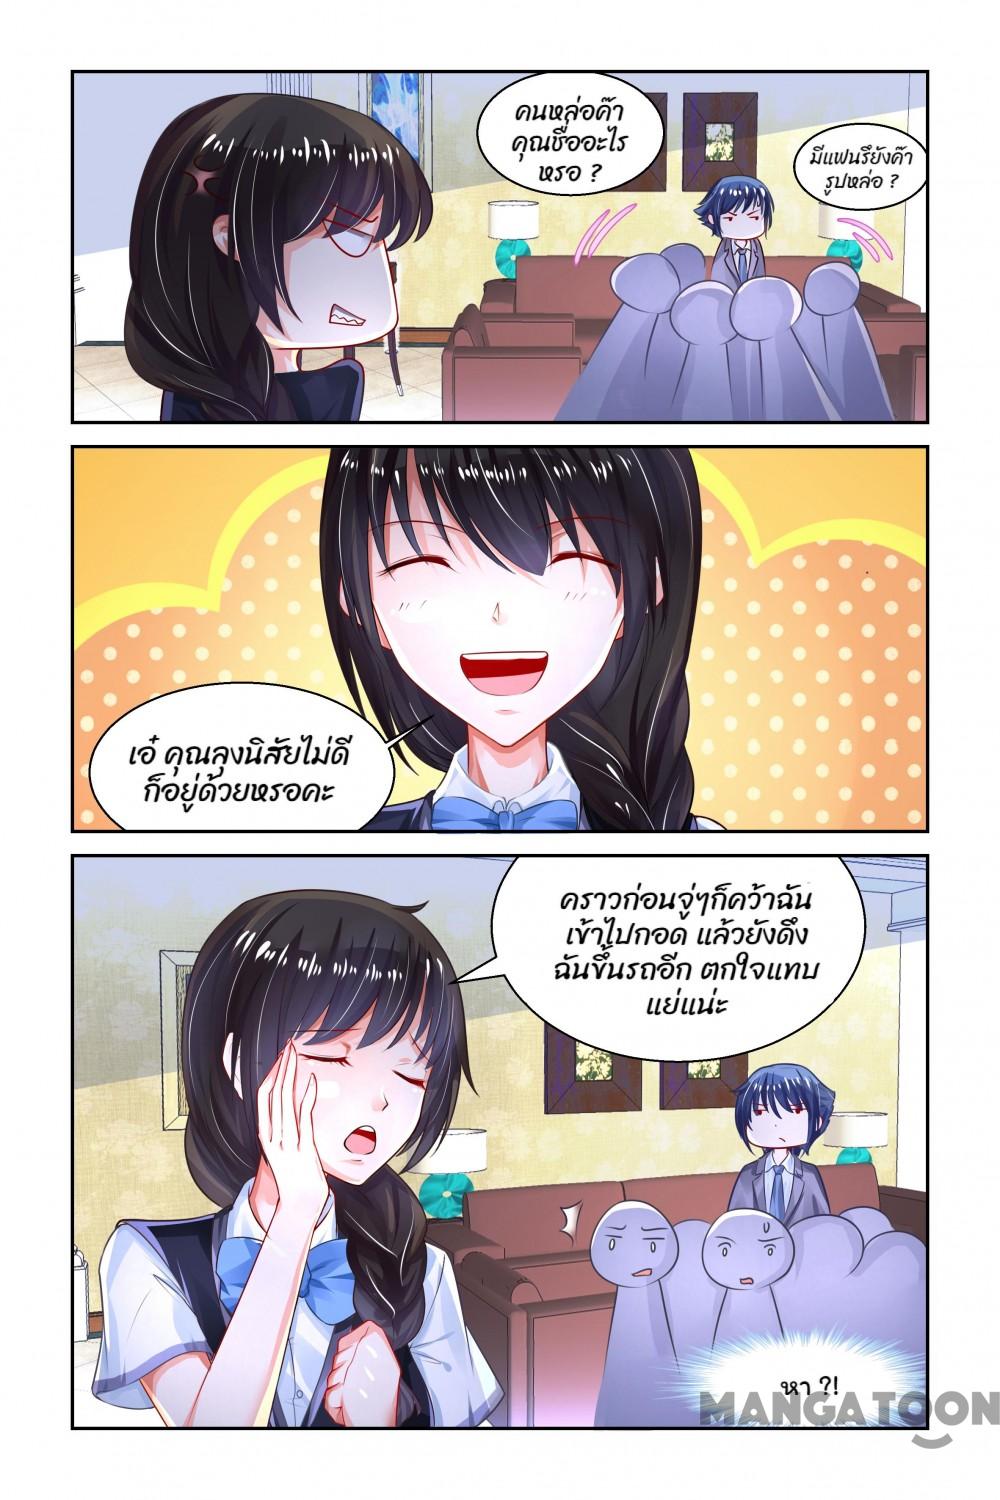 คนหล่อค๊า
คุณชื่ออะไร
หรอ ?
มีแฟนรึยังค๊า
รูปหล่อ ?
เอ๋ คุณลุงนิสัยไม่ดี
ก็อยู่ด้วยหรอคะ
คราวก่อนจู่ๆก็คว้าฉัน
เข้าไปกอด แล้วยังดึง
ฉันขึ้นรถอีก ตกใจแทบ
แย่แน่ะ
หา ?!
MANGATOON